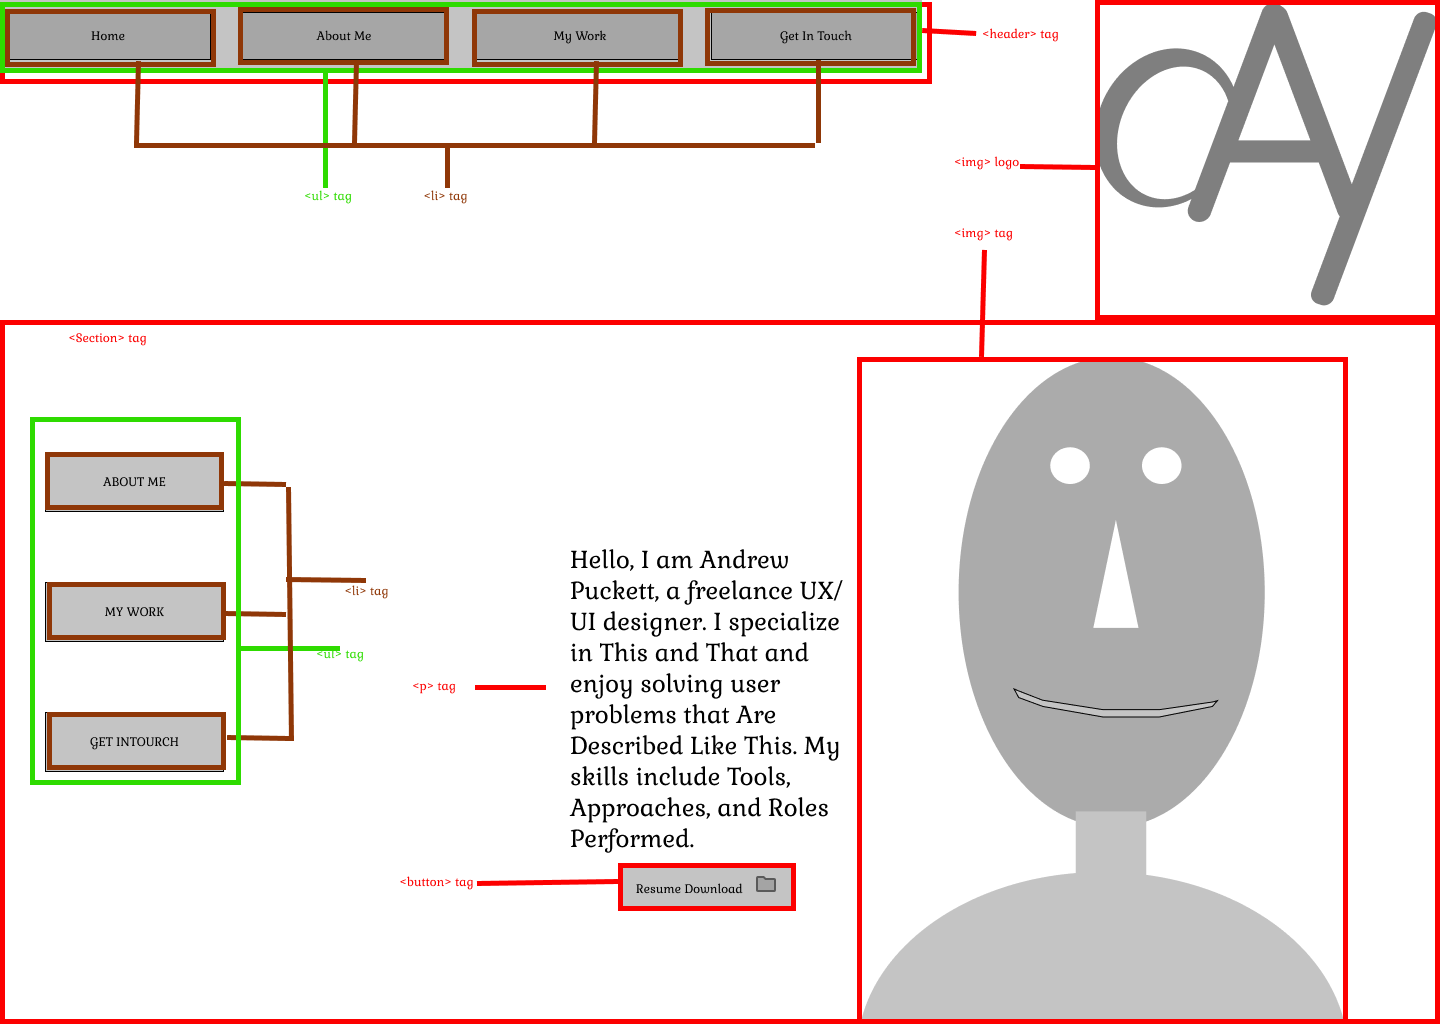 Home
About Me
My Work
Get In Touch
<header> tag
<img> logo
<ul> tag
<li> tag
<img> tag
<Section> tag
ABOUT ME
MY WORK
<li> tag
<ul> tag
GET INTOURCH
<p> tag
Hello, I am Andrew
Puckett, a freelance UX/
UI designer. I specialize
in This and That and
enjoy solving user
problems that Are
Described Like This. My
skills include Tools,
Approaches, and Roles
Performed.
<button> tag
Resume Download